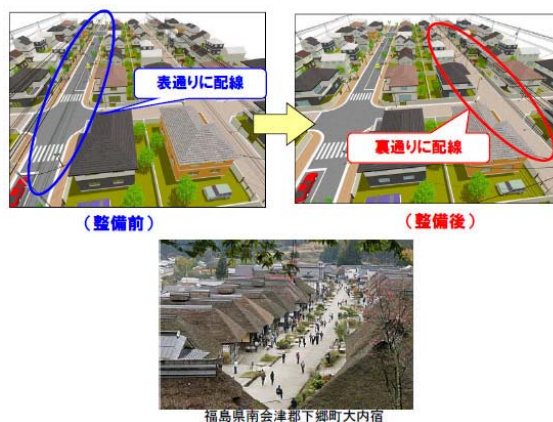 表通りに配線
裏通りに配線
（整備前）
（整備後）
福島県南会津郡下郷町大内宿